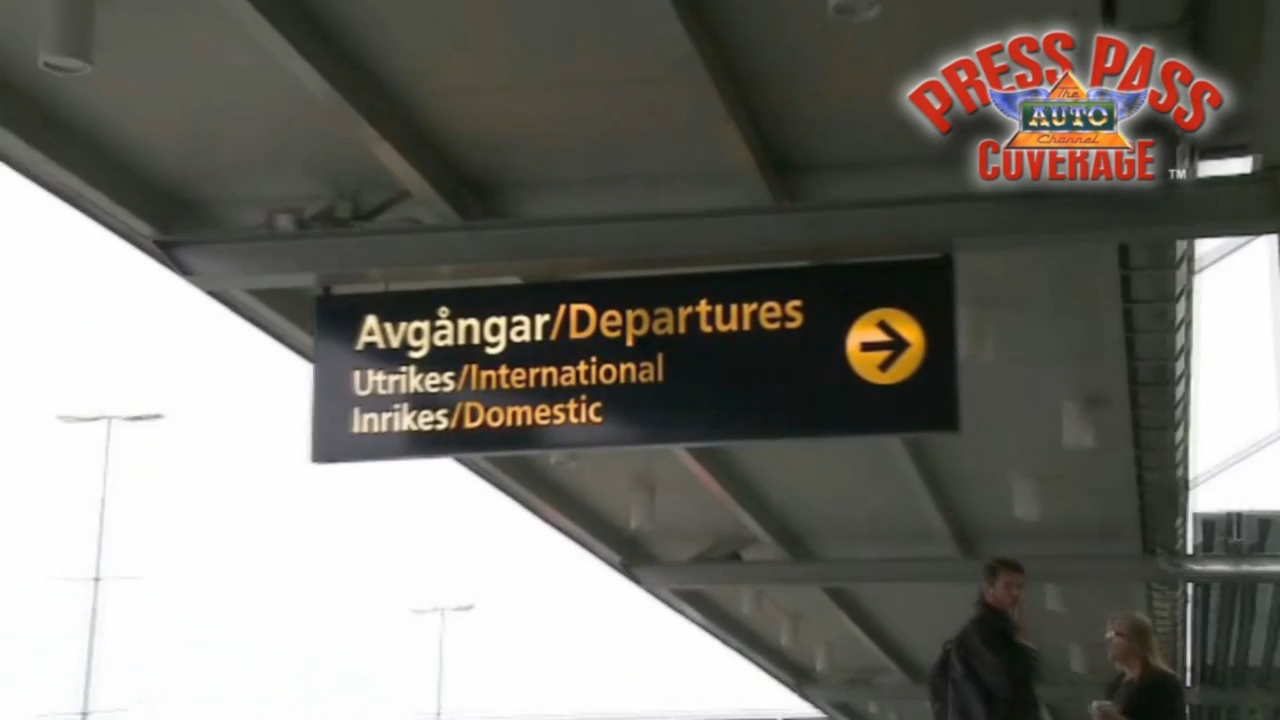 PRESS PASS
The
AUTO
Channel
COVERAGE ™
Avgångar/Departures
Utrikes/International
Inrikes/Domestic